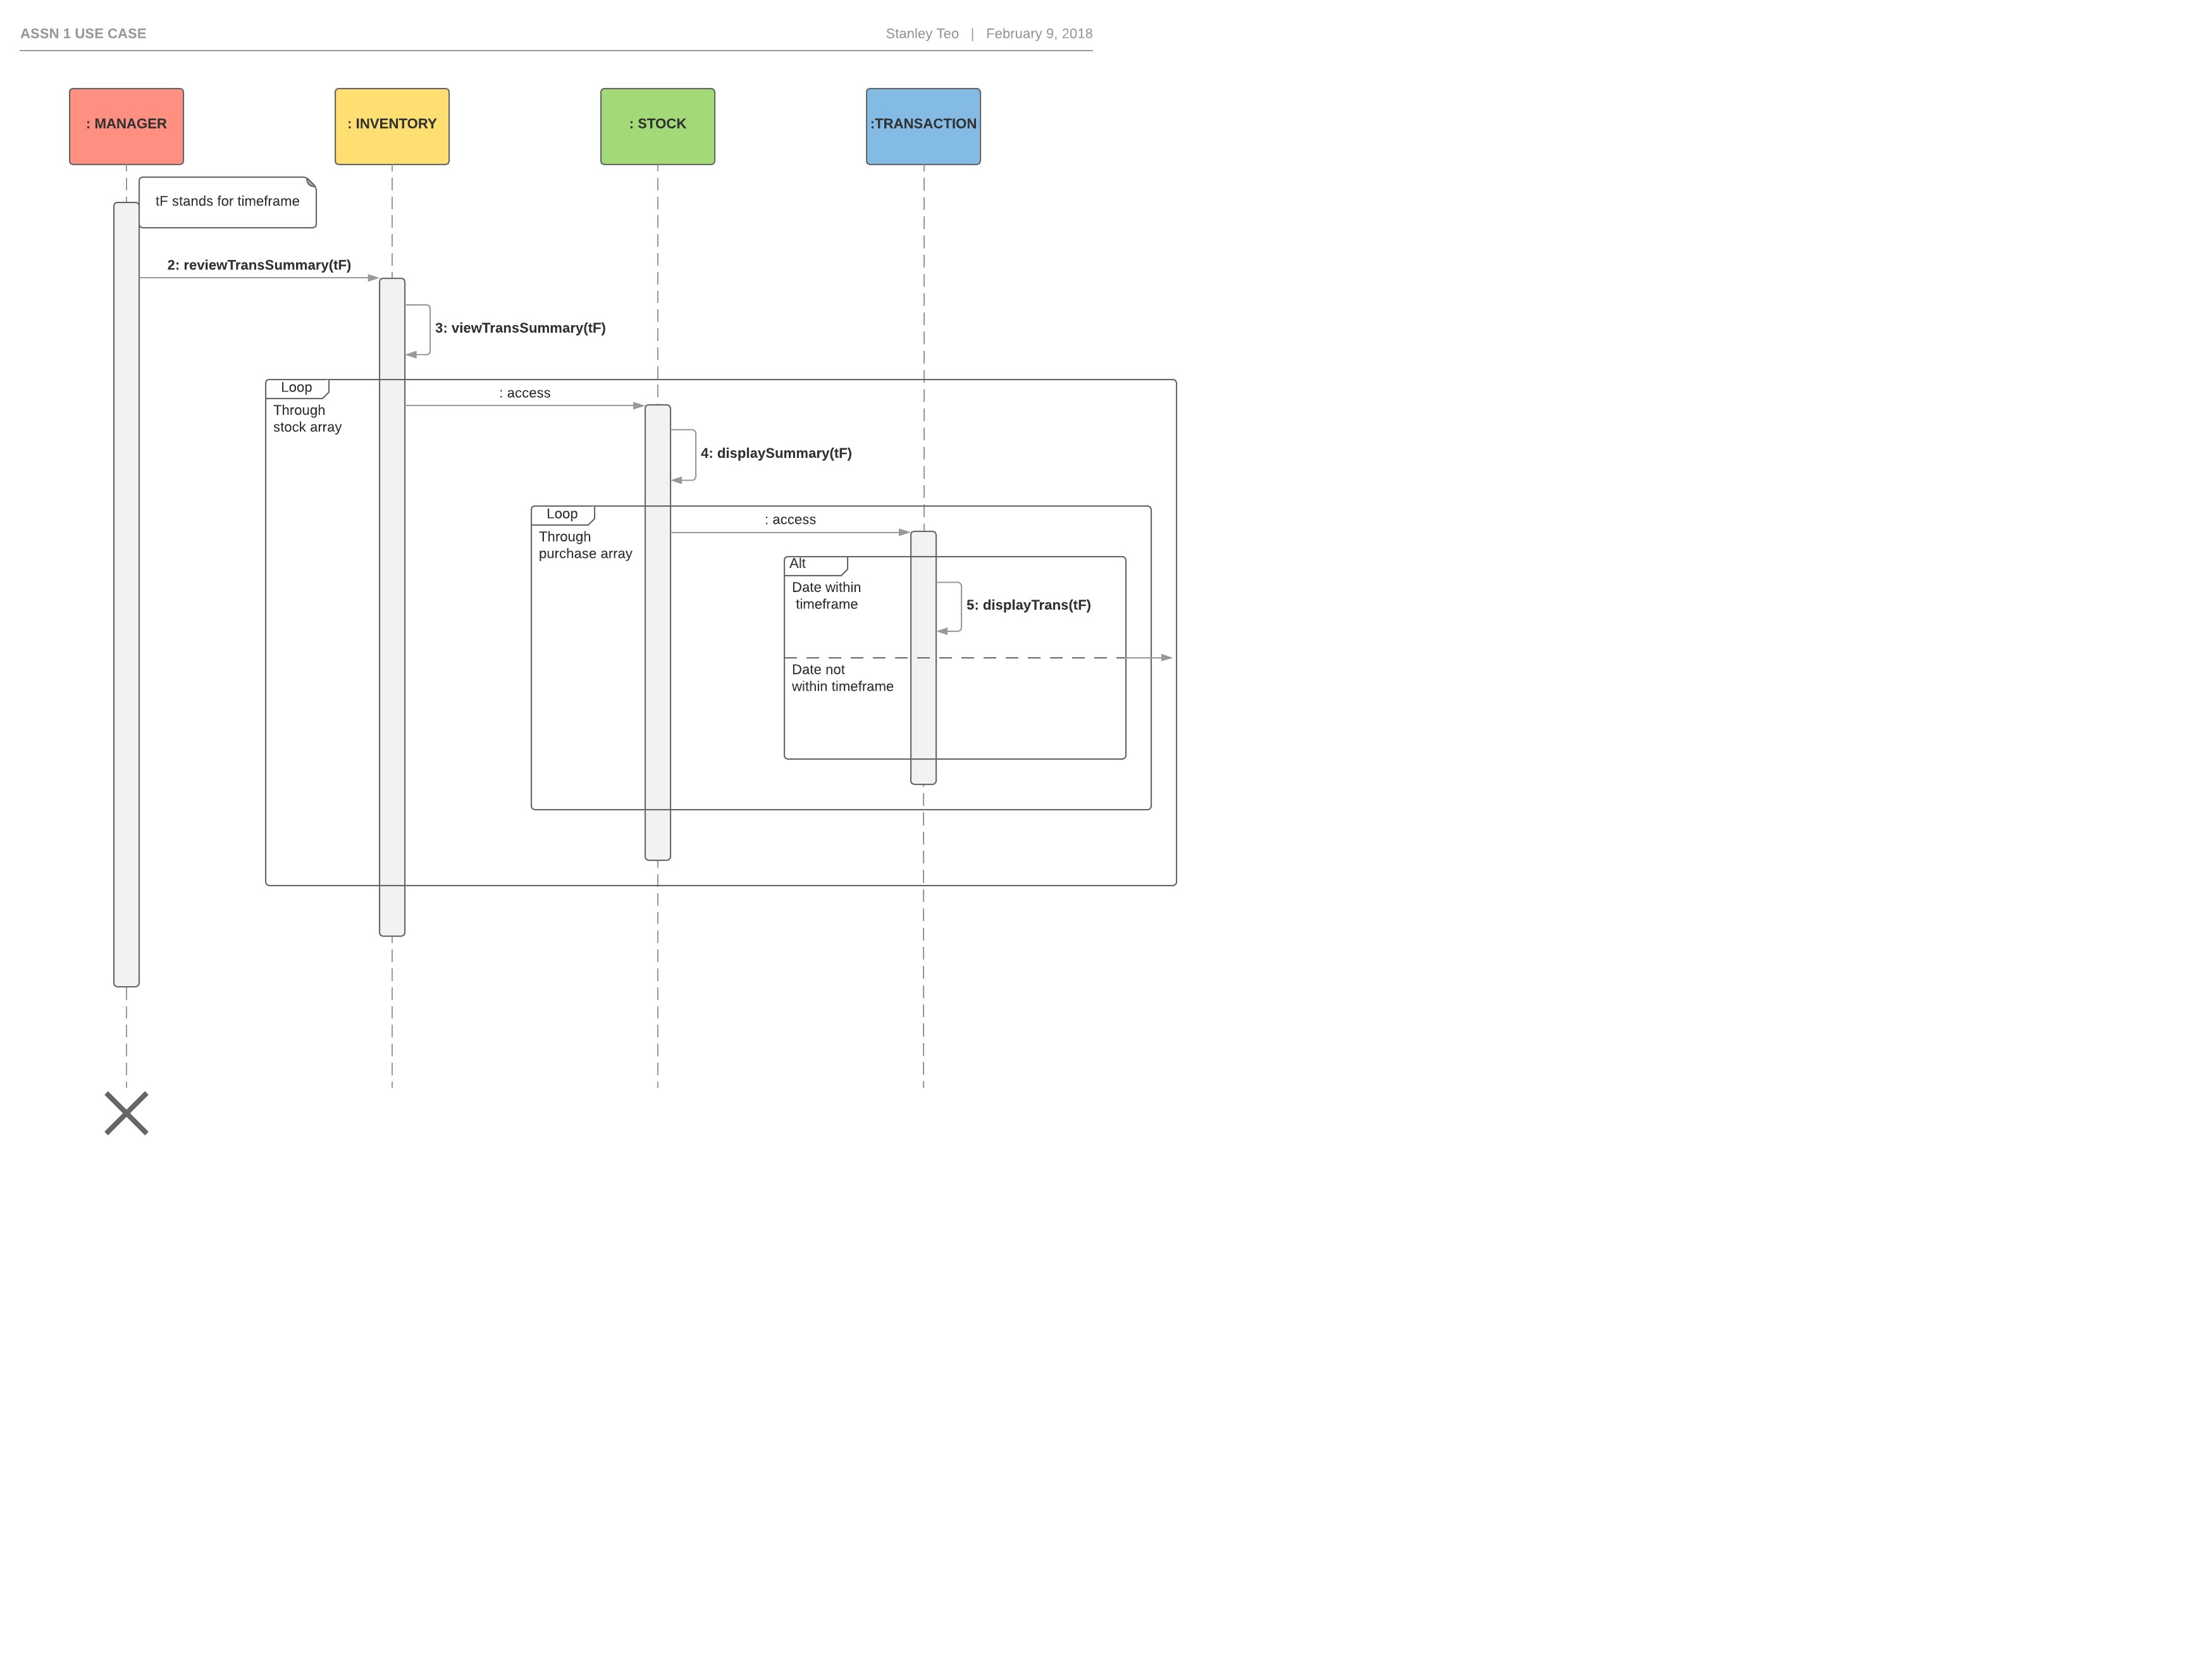 ASSN 1 USE CASE
Stanley Teo | February 9, 2018
: MANAGER
: INVENTORY
: STOCK
:TRANSACTION
tF stands for timeframe
2: reviewTransSummary(tF)
3: viewTransSummary(tF)
Loop
: access
Through
stock array
4: displaySummary(tF)
Loop
: access
Through
purchase array
Alt
Date within
timeframe
5: displayTrans(tF)
Date not
within timeframe